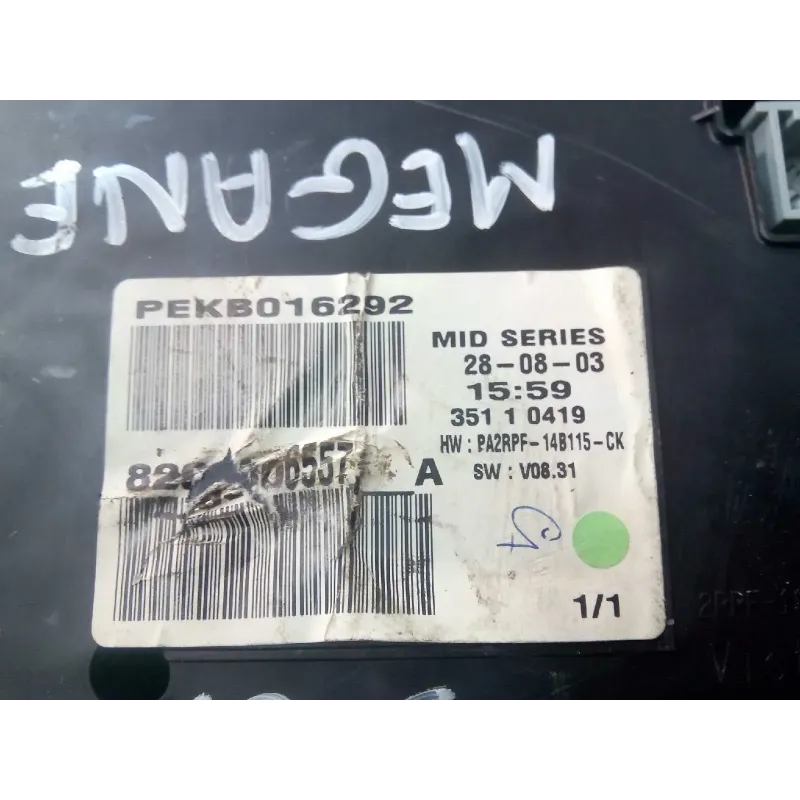 MEGANE
PEKB016292
MID SERIES
28-08-03
15:59
351 1 0419
HW : PA2RPF-14B115-CK
A
SW : V08.31
1/1